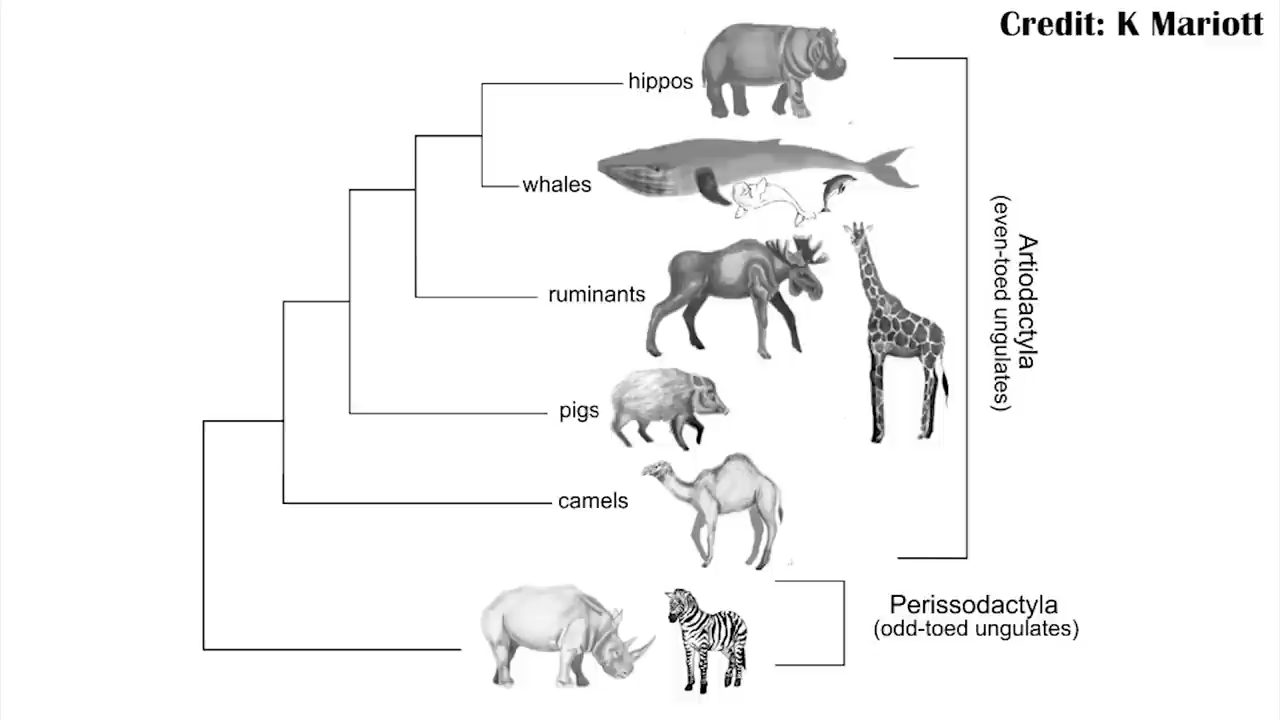 Credit: K Mariott
hippos
whales
ruminants
pigs
camels
Artiodactyla
(even-toed ungulates)
Perissodactyla
(odd-toed ungulates)